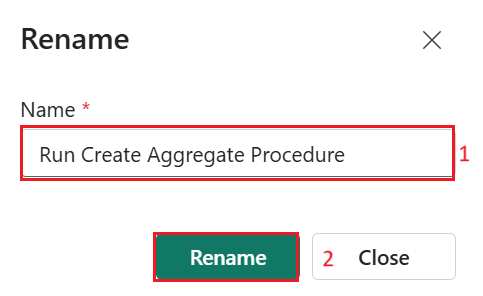 Rename
Name *
Run Create Aggregate Procedure 1
Rename 2 Close